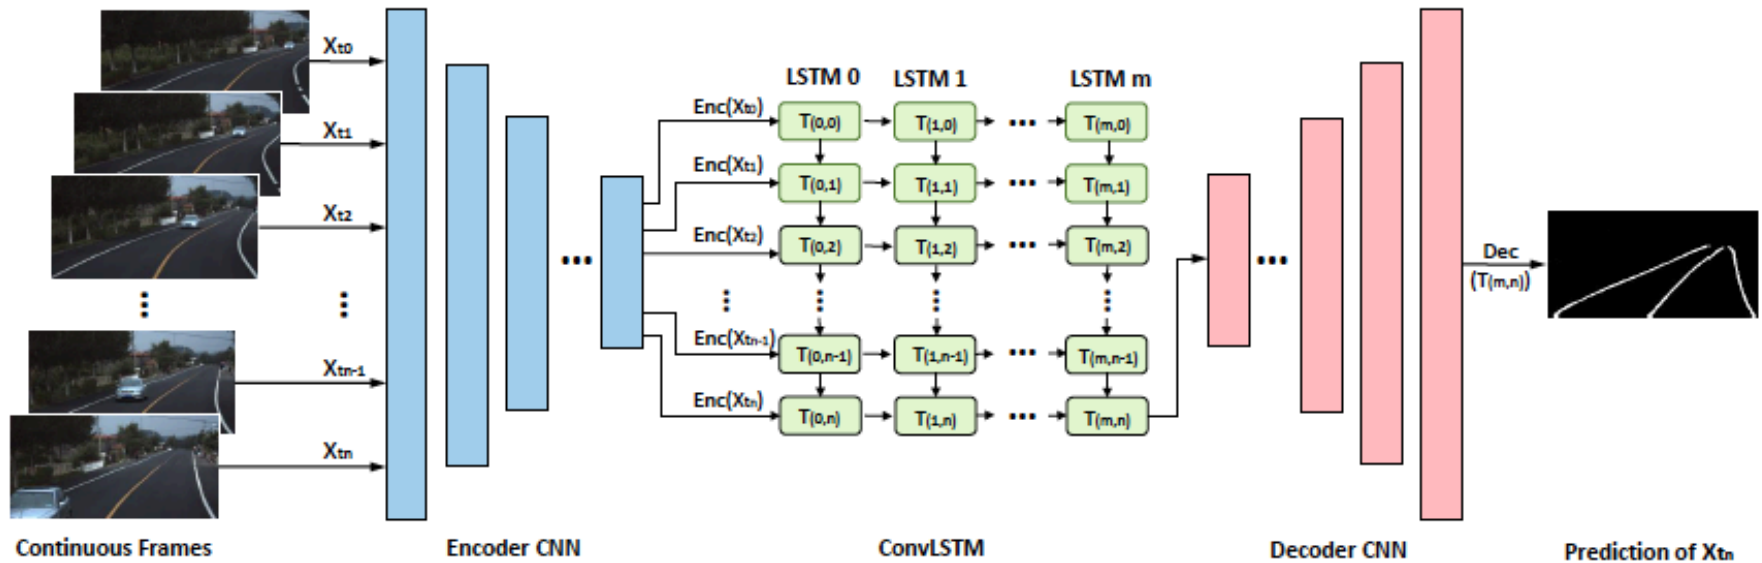 Xt0
Xt1
Xt2
Xtn-1
Xtn
Continuous Frames
Encoder CNN
Enc(Xt0)
Enc(Xt1)
Enc(Xt2)
Enc(Xtn-1)
Enc(Xtn)
LSTM 0 LSTM 1 ••• LSTM m
T(0,0) T(1,0) ••• T(m,0)
T(0,1) T(1,1) ••• T(m,1)
T(0,2) T(1,2) ••• T(m,2)
T(0,n-1) T(1,n-1) ••• T(m,n-1)
T(0,n) T(1,n) ••• T(m,n)
ConvLSTM
Decoder CNN
Dec
(T(m,n))
Prediction of Xtn